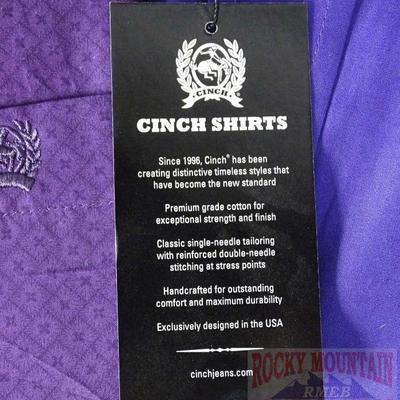 CINCH
CINCH SHIRTS
Since 1996, Cinch® has been
creating distinctive timeless styles that
have become the new standard
Premium grade cotton for
exceptional strength and finish
Classic single-needle tailoring
with reinforced double-needle
stitching at stress points
Handcrafted for outstanding
comfort and maximum durability
Exclusively designed in the USA
cinchjeans.com
ROCKY MOUNTAIN
RMEB